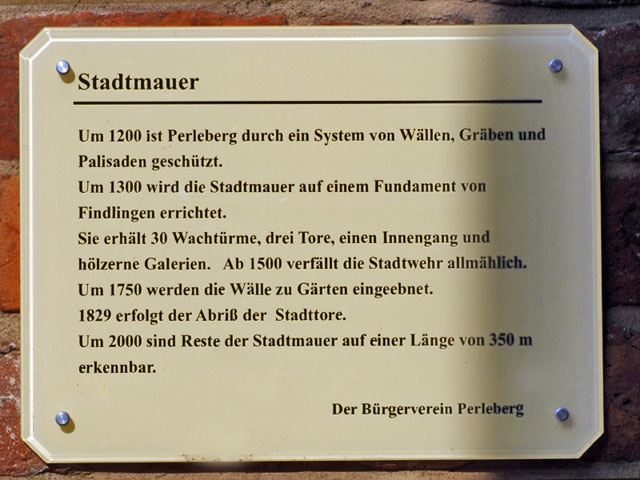 Stadtmauer
Um 1200 ist Perleberg durch ein System von Wällen, Gräben und
Palisaden geschützt.
Um 1300 wird die Stadtmauer auf einem Fundament von
Findlingen errichtet.
Sie erhält 30 Wachtürme, drei Tore, einen Innengang und
hölzerne Galerien. Ab 1500 verfällt die Stadtwehr allmählich.
Um 1750 werden die Wälle zu Gärten eingeebnet.
1829 erfolgt der Abriß der Stadttore.
Um 2000 sind Reste der Stadtmauer auf einer Länge von 350 m
erkennbar.
Der Bürgerverein Perleberg